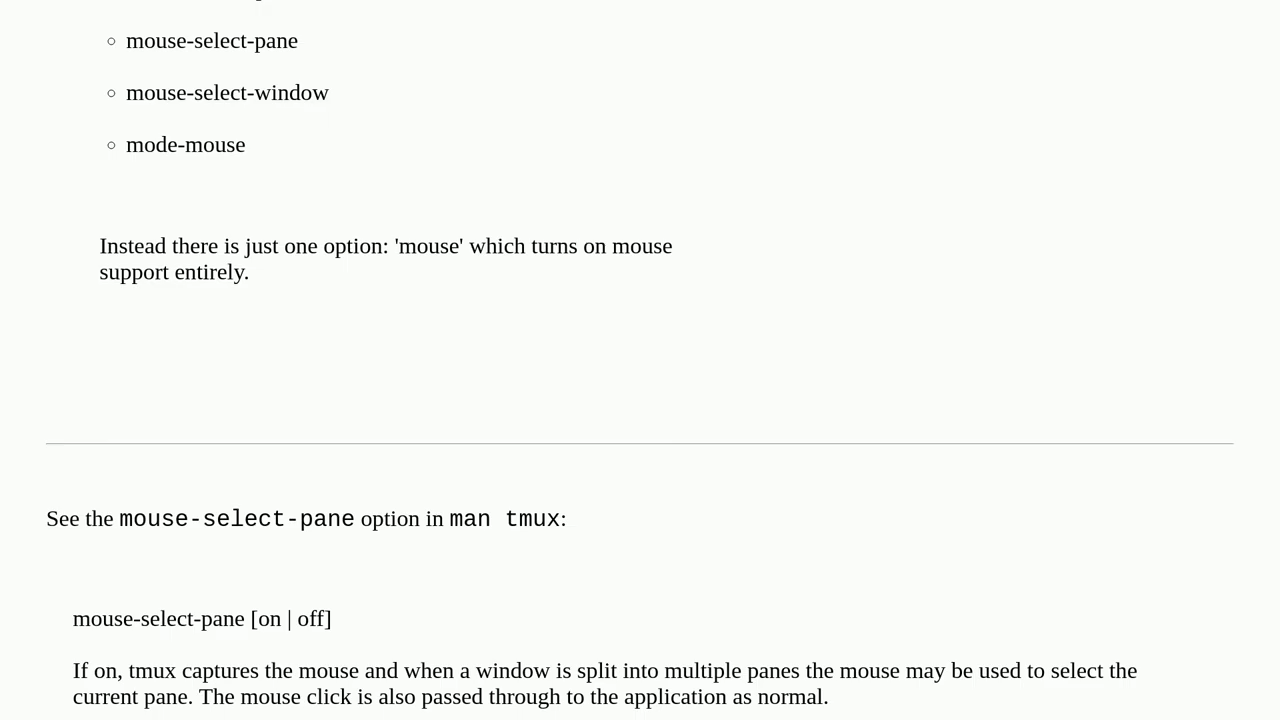 mouse-select-pane
mouse-select-window
mode-mouse
Instead there is just one option: 'mouse' which turns on mouse
support entirely.
See the mouse-select-pane option in man tmux:
mouse-select-pane [on | off]
If on, tmux captures the mouse and when a window is split into multiple panes the mouse may be used to select the
current pane. The mouse click is also passed through to the application as normal.